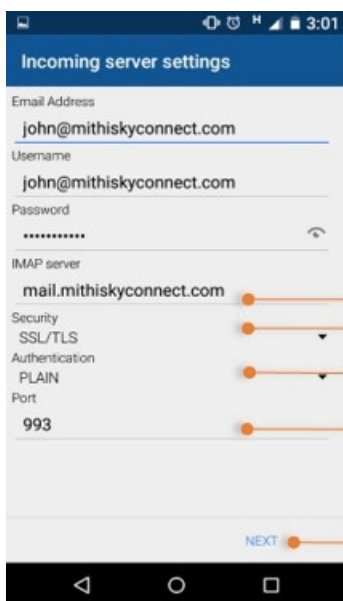 H 3:01
Incoming server settings
Email Address
john@mithiskyconnect.com
Username
john@mithiskyconnect.com
Password
•••••••••••
IMAP server
mail.mithiskyconnect.com
Security
SSL/TLS
Authentication
PLAIN
Port
993
NEXT